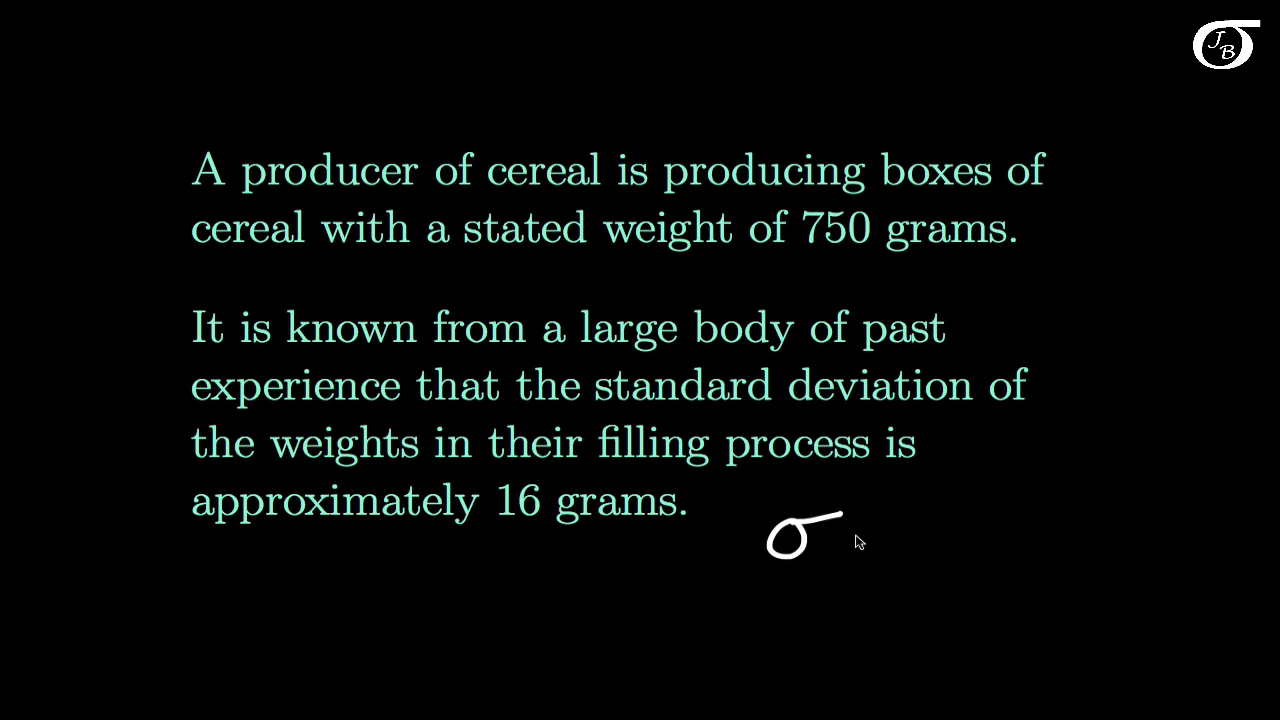 JB
A producer of cereal is producing boxes of
cereal with a stated weight of 750 grams.
It is known from a large body of past
experience that the standard deviation of
the weights in their filling process is
approximately 16 grams.
σ